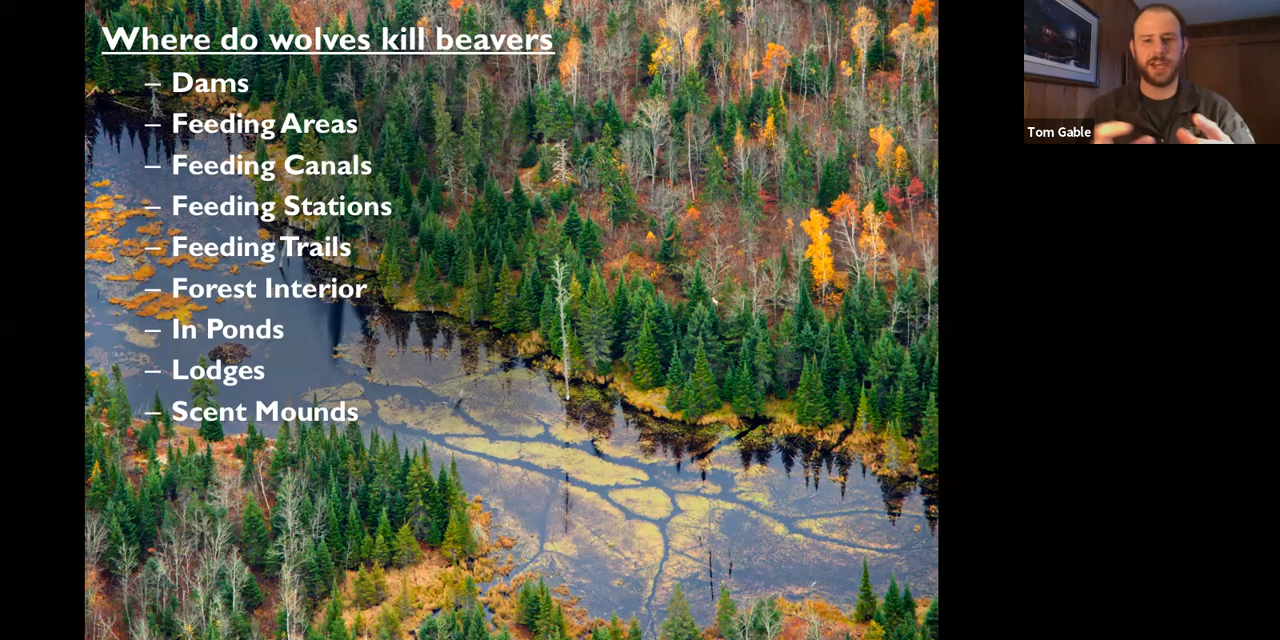 Where do wolves kill beavers
– Dams
– Feeding Areas
– Feeding Canals
– Feeding Stations
– Feeding Trails
– Forest Interior
– In Ponds
– Lodges
– Scent Mounds
Tom Gable